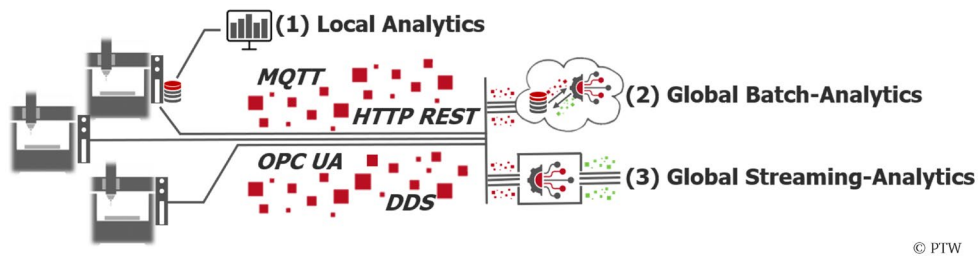 (1) Local Analytics
MQTT
HTTP REST
(2) Global Batch-Analytics
OPC UA
DDS
(3) Global Streaming-Analytics
© PTW